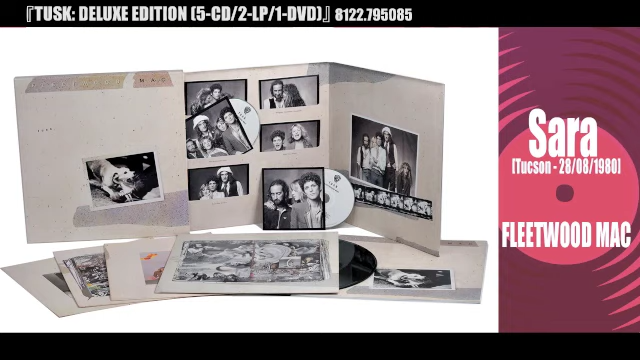 『TUSK: DELUXE EDITION (5-CD/2-LP/1-DVD)』 8122.795085
Sara
[Tucson - 28/08/1980]
FLEETWOOD MAC